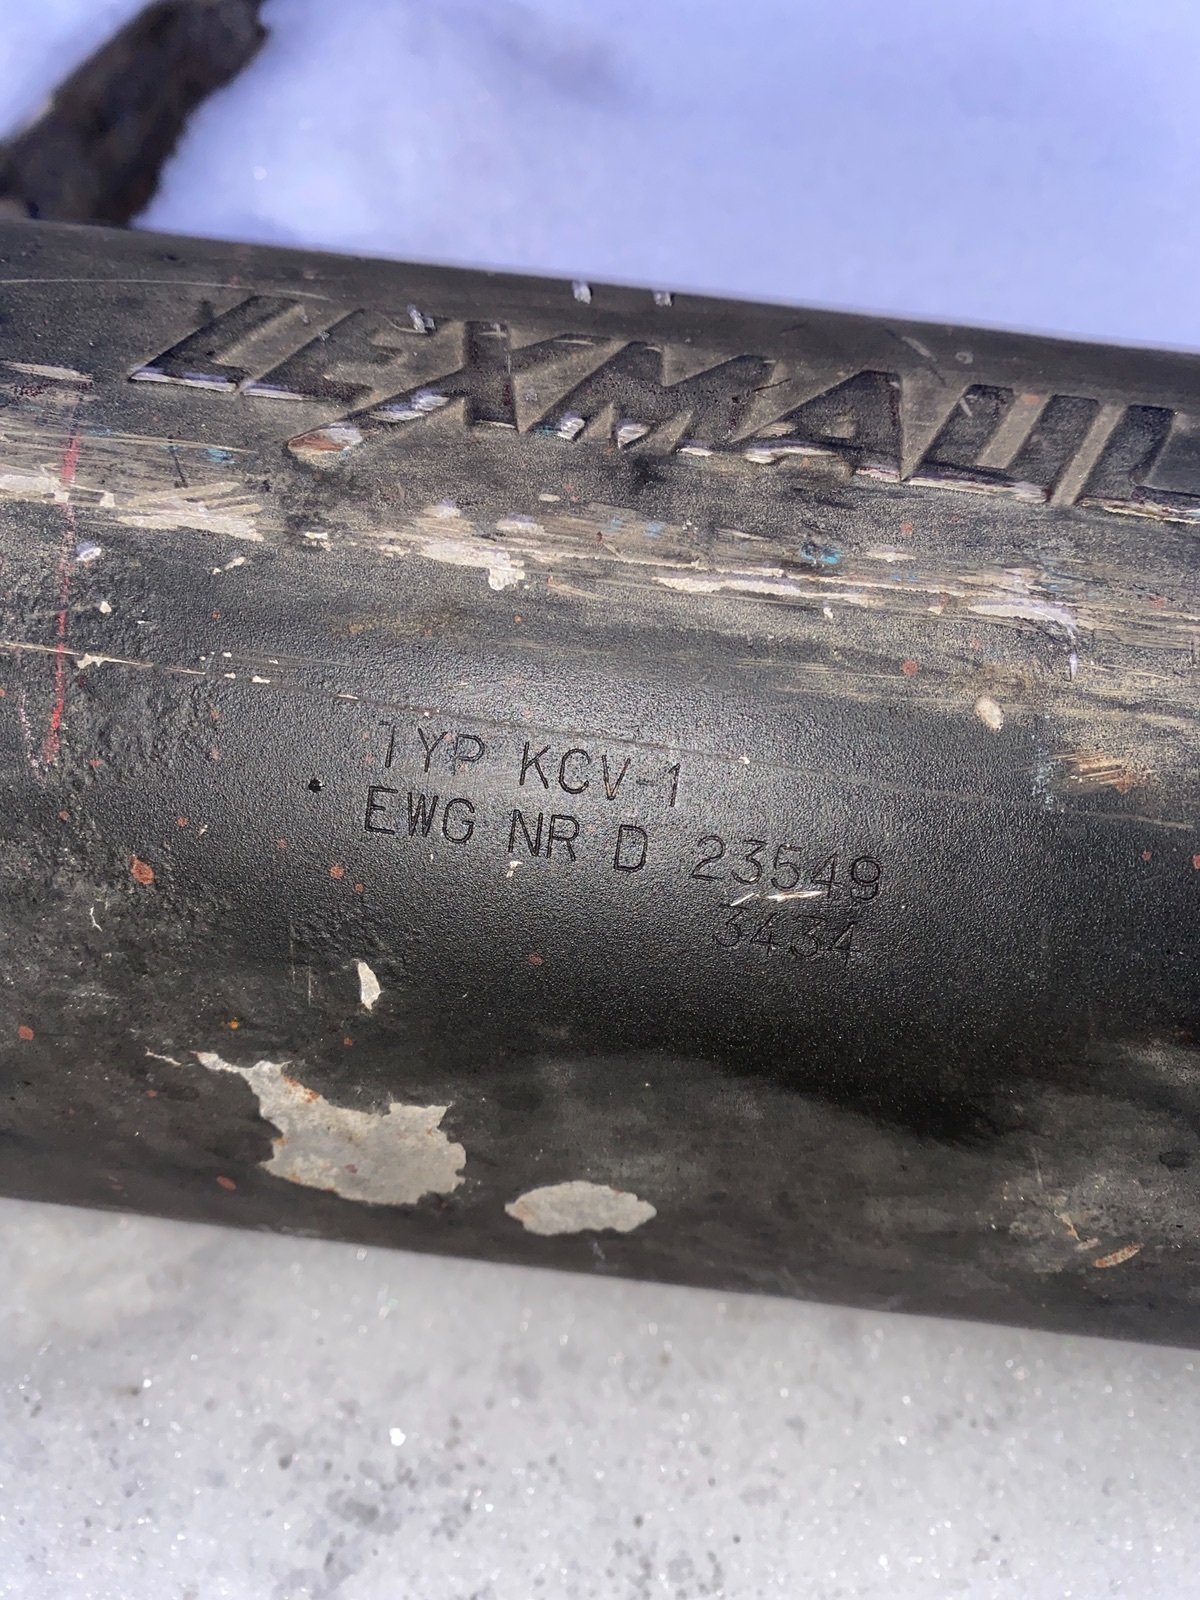 LEXMAUL
TYP KCV-1
EWG NR D 23549
3434